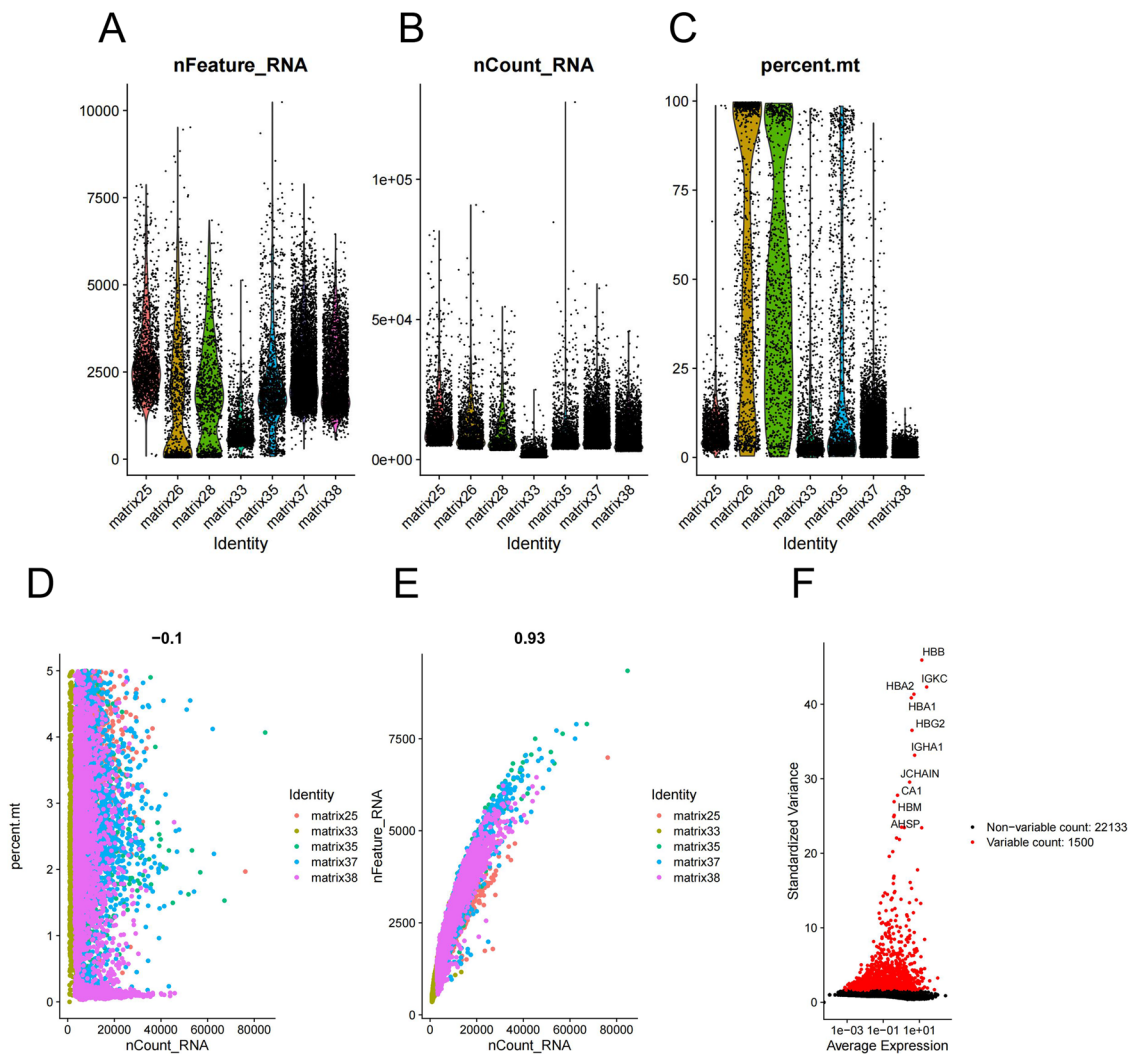 A
B
C
nFeature_RNA
nCount_RNA
percent.mt
10000
7500
5000
2500
0
1e+05
5e+04
0e+00
100
75
50
25
0
matrix25
matrix26
matrix28
matrix33
matrix35
matrix37
matrix38
Identity
matrix25
matrix26
matrix28
matrix33
matrix35
matrix37
matrix38
Identity
matrix25
matrix26
matrix28
matrix33
matrix35
matrix37
matrix38
Identity
D
E
F
−0.1
percent.mt
5
4
3
2
1
0
0
20000
40000
60000
80000
nCount_RNA
Identity
matrix25
matrix33
matrix35
matrix37
matrix38
0.93
nFeature_RNA
7500
5000
2500
0
0
20000
40000
60000
80000
nCount_RNA
Identity
matrix25
matrix33
matrix35
matrix37
matrix38
Standardized Variance
40
30
20
10
0
HBB
IGKC
HBA2
HBA1
HBG2
IGHA1
JCHAIN
CA1
HBM
AHSP
1e−03
1e−01
1e+01
Average Expression
Non−variable count: 22133
Variable count: 1500